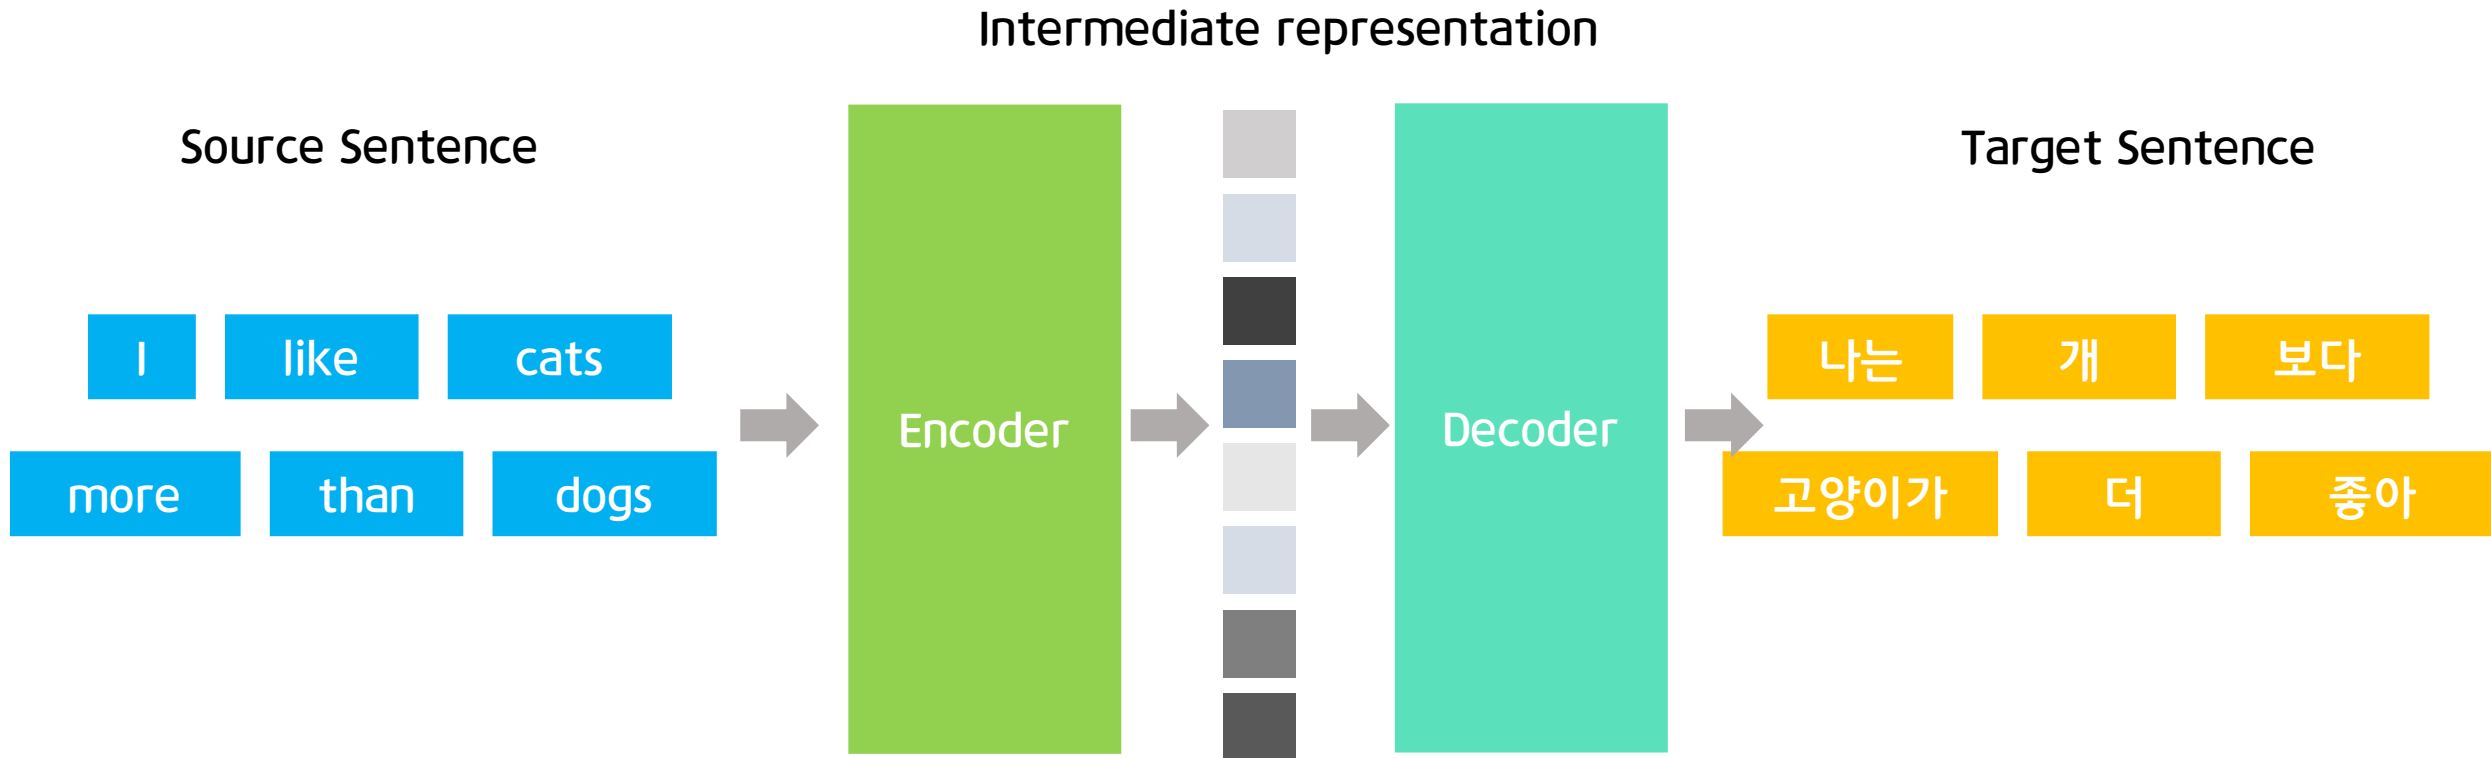 Intermediate representation
Source Sentence
Target Sentence
I like cats
more than dogs
Encoder
Decoder
나는 개 보다
고양이가 더 좋아